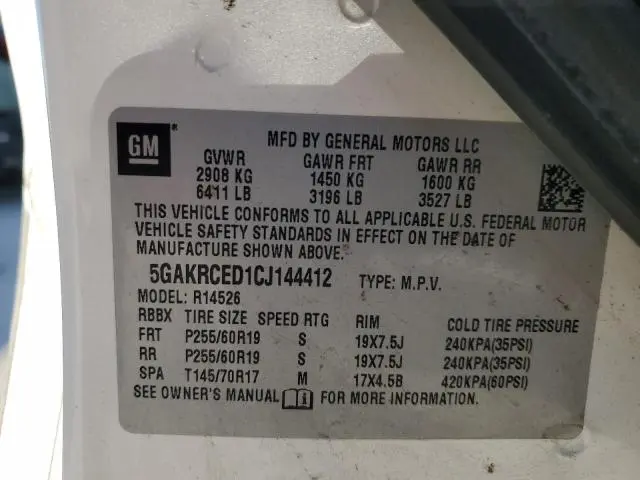 GM ®
MFD BY GENERAL MOTORS LLC
GVWR GAWR FRT GAWR RR
2908 KG 1450 KG 1600 KG
6411 LB 3196 LB 3527 LB
THIS VEHICLE CONFORMS TO ALL APPLICABLE U.S. FEDERAL MOTOR
VEHICLE SAFETY STANDARDS IN EFFECT ON THE DATE OF
MANUFACTURE SHOWN ABOVE.
5GAKRCED1CJ144412 TYPE: M.P.V.
MODEL: R14526
RBBX TIRE SIZE SPEED RTG RIM COLD TIRE PRESSURE
FRT P255/60R19 S 19X7.5J 240KPA(35PSI)
RR P255/60R19 S 19X7.5J 240KPA(35PSI)
SPA T145/70R17 M 17X4.5B 420KPA(60PSI)
SEE OWNER'S MANUAL i FOR MORE INFORMATION.